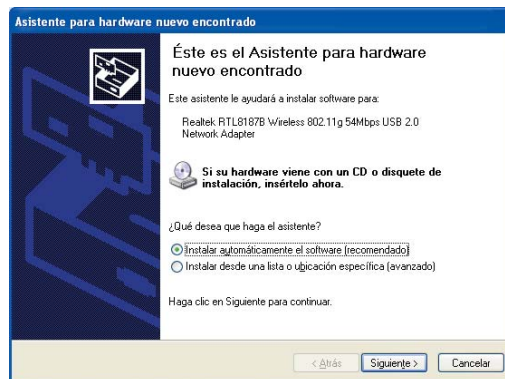 Asistente para hardware nuevo encontrado
Éste es el Asistente para hardware
nuevo encontrado
Este asistente le ayudará a instalar software para:
Realtek RTL8187B Wireless 802.11g 54Mbps USB 2.0
Network Adapter
Si su hardware viene con un CD o disquete de
instalación, insértelo ahora.
¿Qué desea que haga el asistente?
Instalar automáticamente el software (recomendado)
Instalar desde una lista o ubicación específica (avanzado)
Haga clic en Siguiente para continuar.
< Atrás
Siguiente >
Cancelar